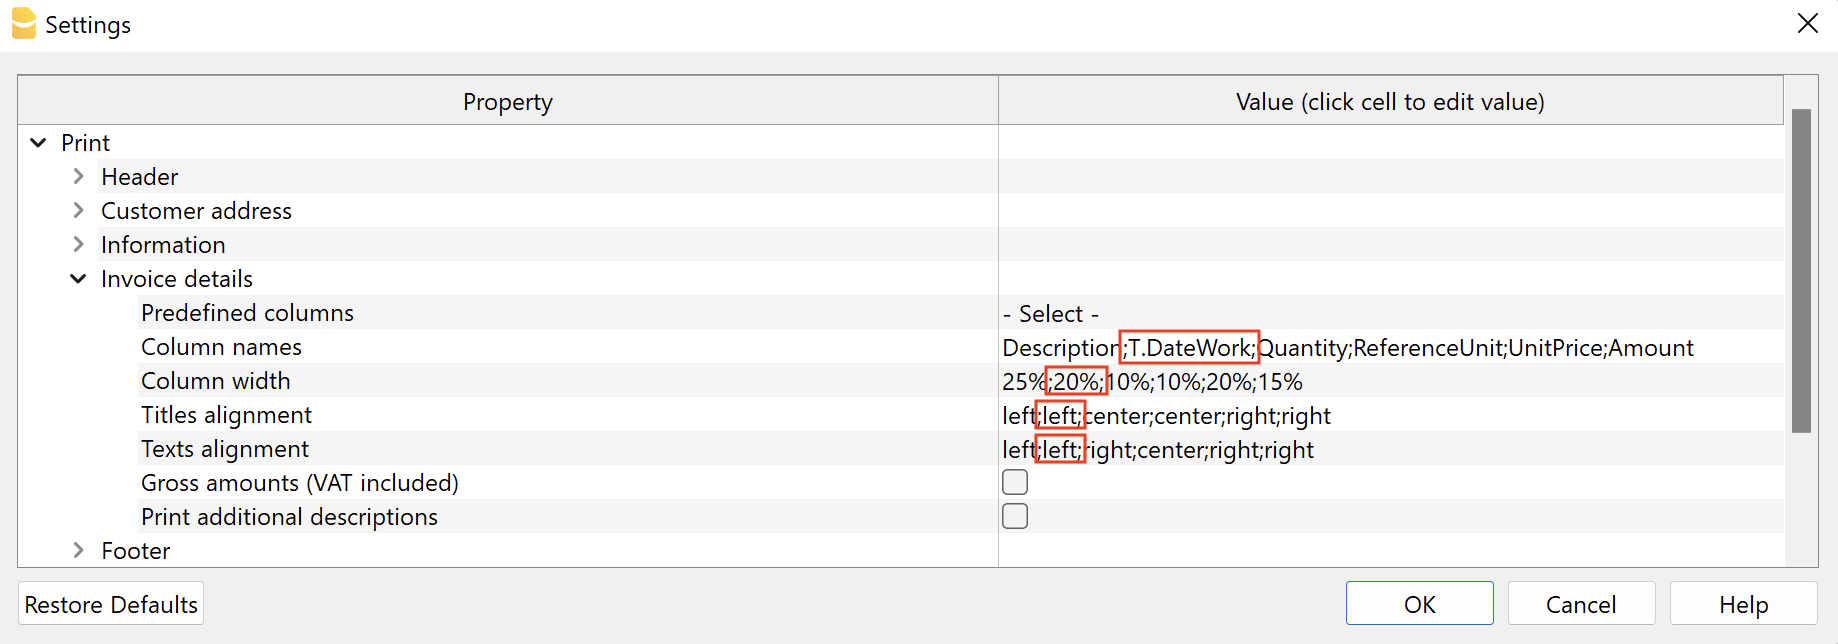 Settings
Property Value (click cell to edit value)
Print
Header
Customer address
Information
Invoice details
Predefined columns - Select -
Column names Description;T.DateWork;Quantity;ReferenceUnit;UnitPrice;Amount
Column width 25%;20%;10%;10%;20%;15%
Titles alignment left;left;center;center;right;right
Texts alignment left;left;right;center;right;right
Gross amounts (VAT included)
Print additional descriptions
Footer
Restore Defaults OK Cancel Help